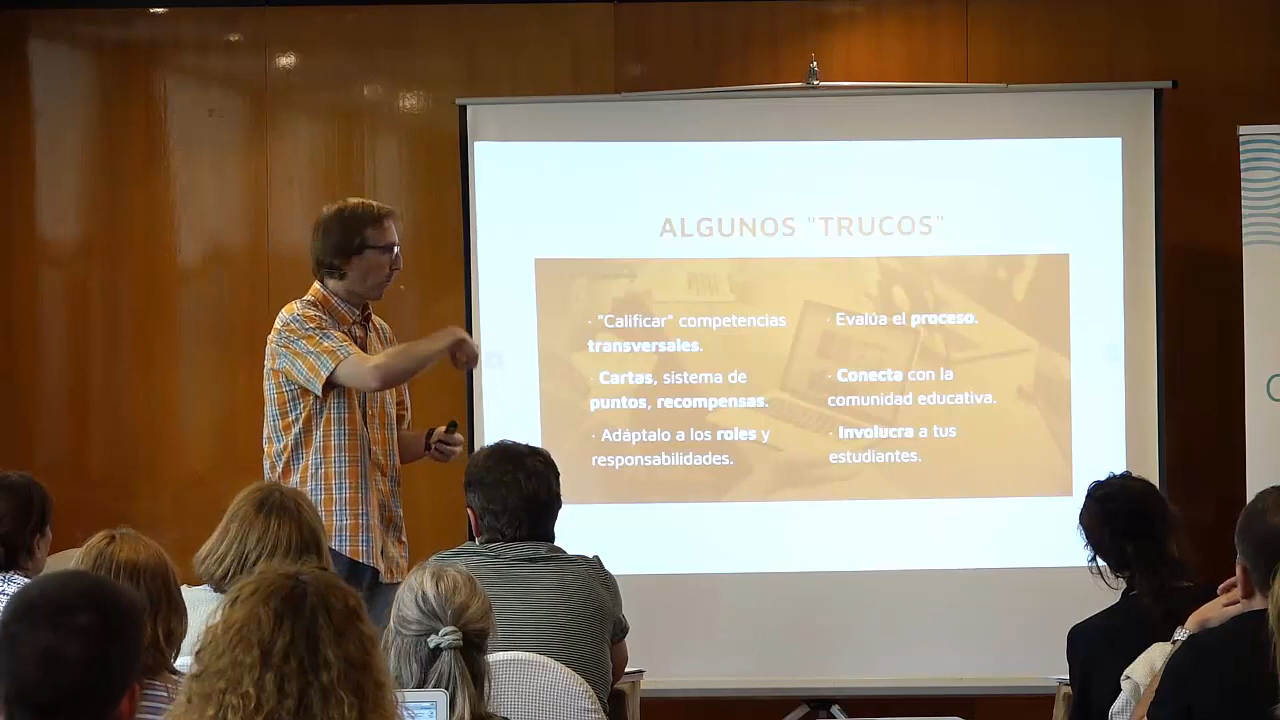 ALGUNOS "TRUCOS"
· "Calificar" competencias
transversales.
· Cartas, sistema de
puntos, recompensas.
· Adáptalo a los roles y
responsabilidades.
· Evalúa el proceso.
· Conecta con la
comunidad educativa.
· Involucra a tus
estudiantes.